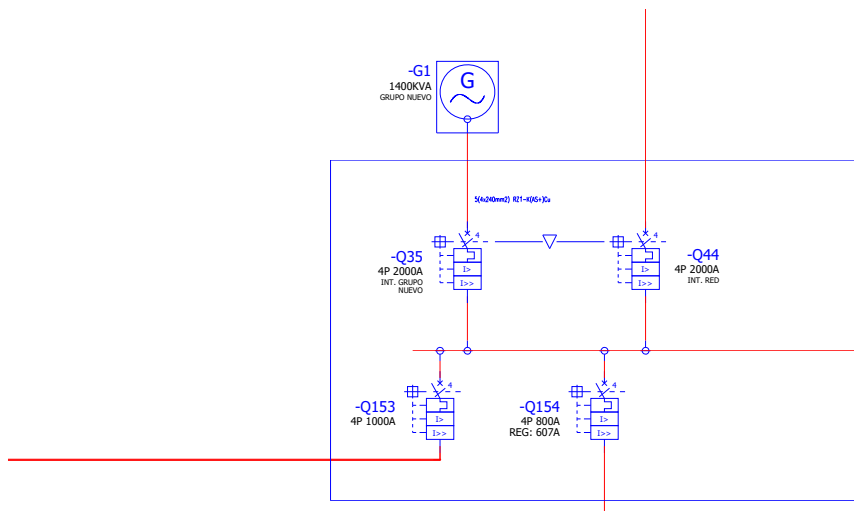 -G1
1400KVA
GRUPO NUEVO
G
5(4x240mm2) RZ1-K(AS+)Cu
4
-Q35
4P 2000A
INT. GRUPO
NUEVO
I>
I>>
4
-Q44
4P 2000A
INT. RED
I>
I>>
4
-Q153
4P 1000A
I>
I>>
4
-Q154
4P 800A
REG: 607A
I>
I>>